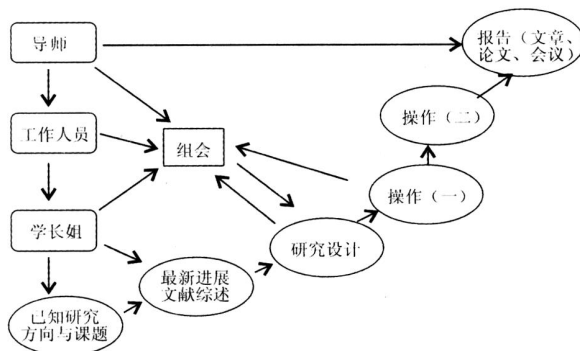 导师
报告（文章、
论文、会议）
操作（二）
工作人员
组会
操作（一）
学长姐
研究设计
最新进展
文献综述
已知研究
方向与课题